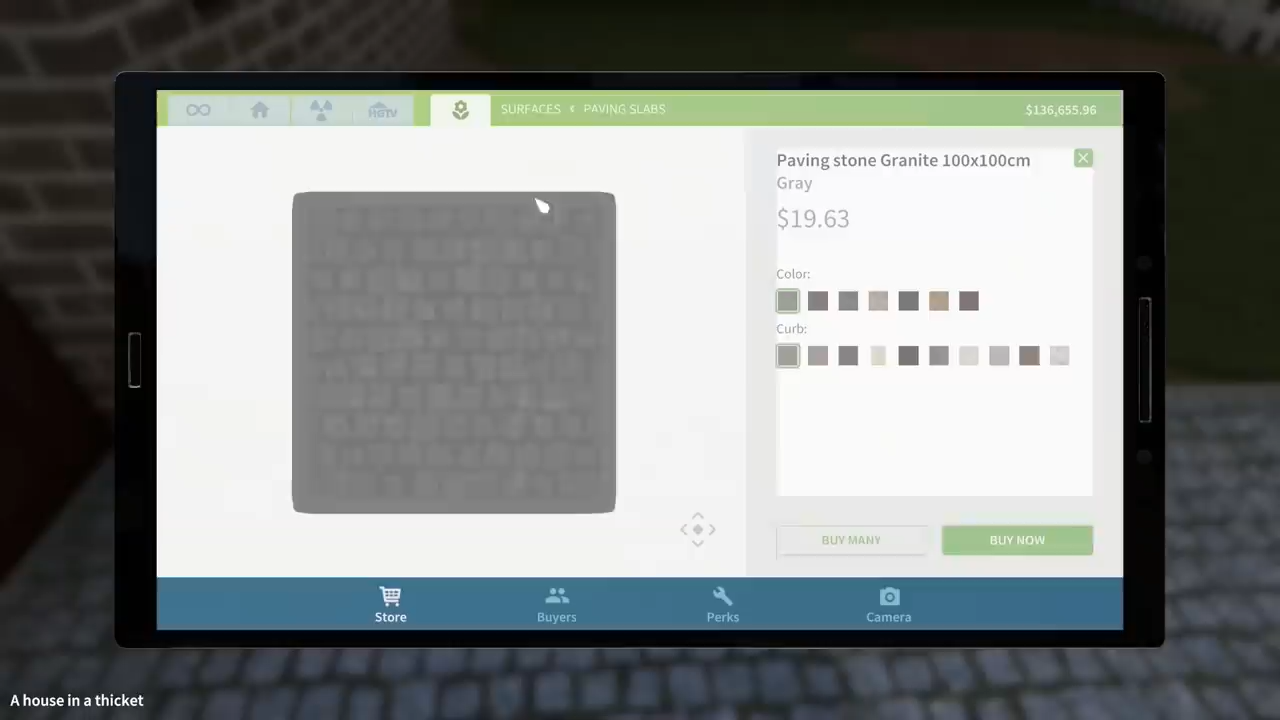 HGTV
SURFACES < PAVING SLABS
$136,655.96
Paving stone Granite 100x100cm
Gray
$19.63
Color:
Curb:
BUY MANY
BUY NOW
Store
Buyers
Perks
Camera
A house in a thicket